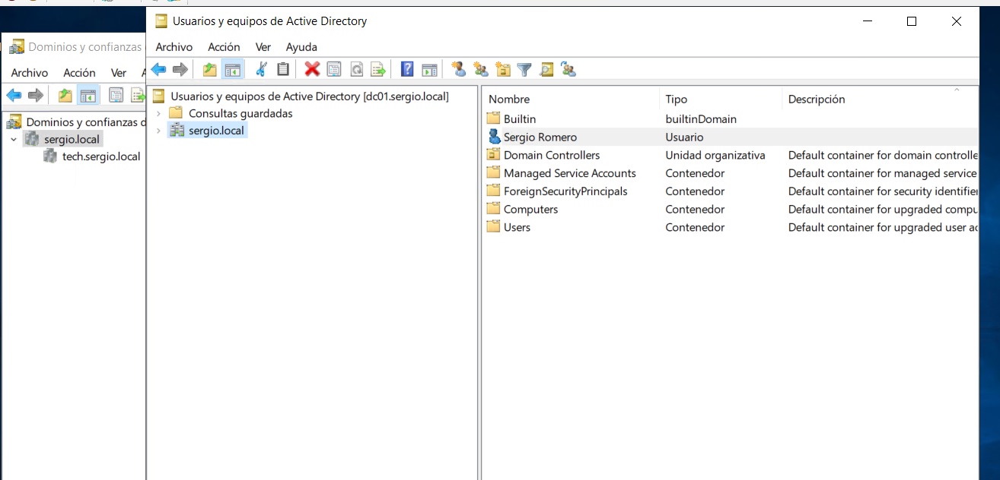 Usuarios y equipos de Active Directory
Archivo Acción Ver Ayuda
Dominios y confianzas
Archivo Acción Ver
Dominios y confianzas d
sergio.local
tech.sergio.local
Usuarios y equipos de Active Directory [dc01.sergio.local]
Consultas guardadas
sergio.local
Nombre Tipo Descripción
Builtin builtinDomain
Sergio Romero Usuario
Domain Controllers Unidad organizativa Default container for domain controlle
Managed Service Accounts Contenedor Default container for managed service
ForeignSecurityPrincipals Contenedor Default container for security identifie
Computers Contenedor Default container for upgraded compu
Users Contenedor Default container for upgraded user ac